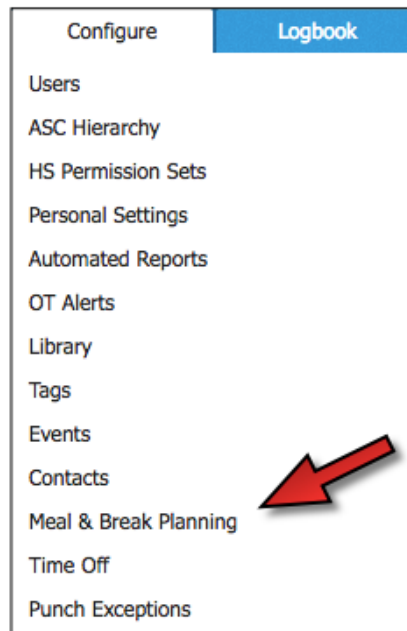 Configure Logbook
Users
ASC Hierarchy
HS Permission Sets
Personal Settings
Automated Reports
OT Alerts
Library
Tags
Events
Contacts
Meal & Break Planning
Time Off
Punch Exceptions